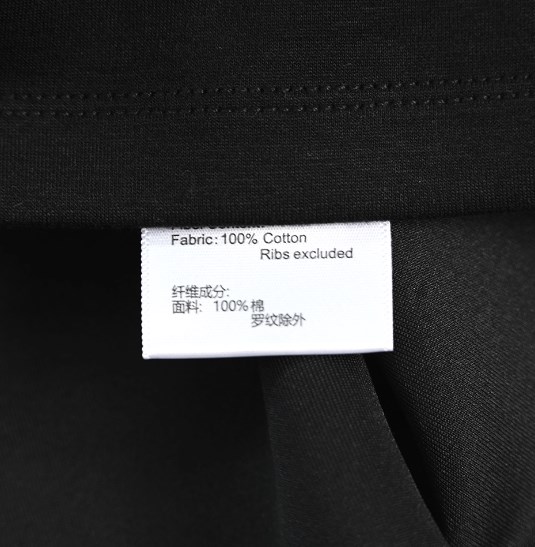 Fabric: 100% Cotton
Ribs excluded
纤维成分:
面料: 100%棉
罗纹除外